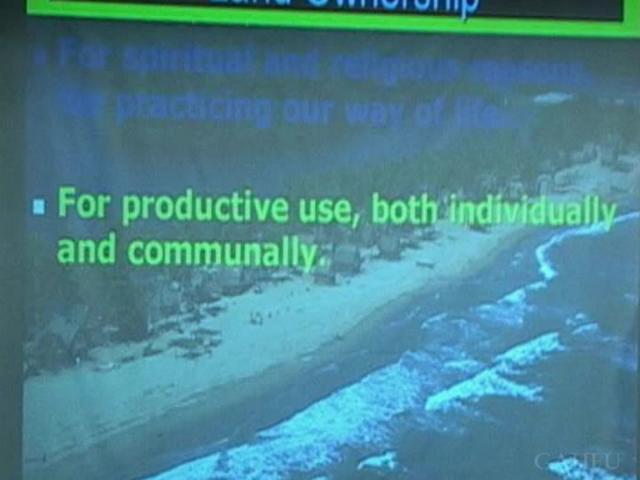 Land Ownership
For spiritual and religious reasons,
for practicing our way of life.
For productive use, both individually
and communally.